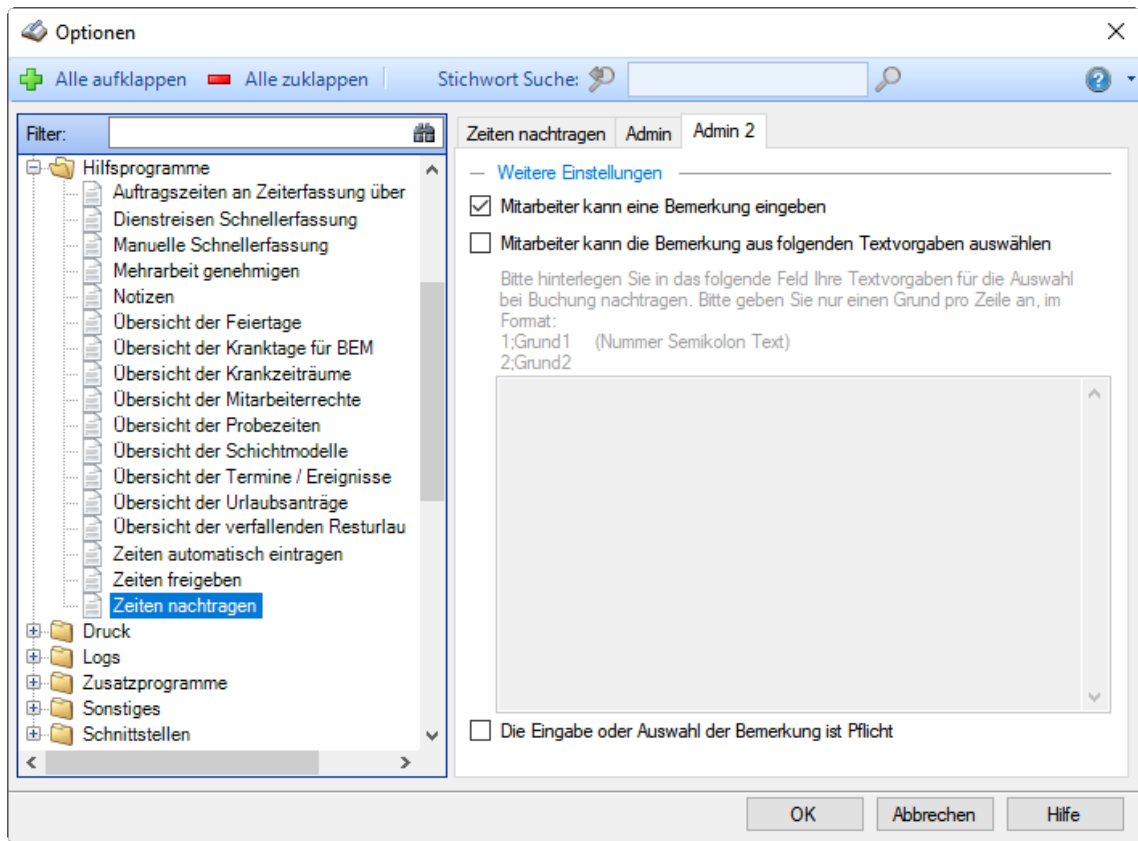 Optionen
Alle aufklappen Alle zuklappen Stichwort Suche:
Filter:
Hilfsprogramme
Auftragszeiten an Zeiterfassung über
Dienstreisen Schnellerfassung
Manuelle Schnellerfassung
Mehrarbeit genehmigen
Notizen
Übersicht der Feiertage
Übersicht der Kranktage für BEM
Übersicht der Krankzeiträume
Übersicht der Mitarbeiterrechte
Übersicht der Probezeiten
Übersicht der Schichtmodelle
Übersicht der Termine / Ereignisse
Übersicht der Urlaubsanträge
Übersicht der verfallenden Resturlau
Zeiten automatisch eintragen
Zeiten freigeben
Zeiten nachtragen
Druck
Logs
Zusatzprogramme
Sonstiges
Schnittstellen
Zeiten nachtragen Admin Admin 2
Weitere Einstellungen
Mitarbeiter kann eine Bemerkung eingeben
Mitarbeiter kann die Bemerkung aus folgenden Textvorgaben auswählen
Bitte hinterlegen Sie in das folgende Feld Ihre Textvorgaben für die Auswahl
bei Buchung nachtragen. Bitte geben Sie nur einen Grund pro Zeile an, im
Format:
1;Grund1 (Nummer Semikolon Text)
2;Grund2
Die Eingabe oder Auswahl der Bemerkung ist Pflicht
OK Abbrechen Hilfe